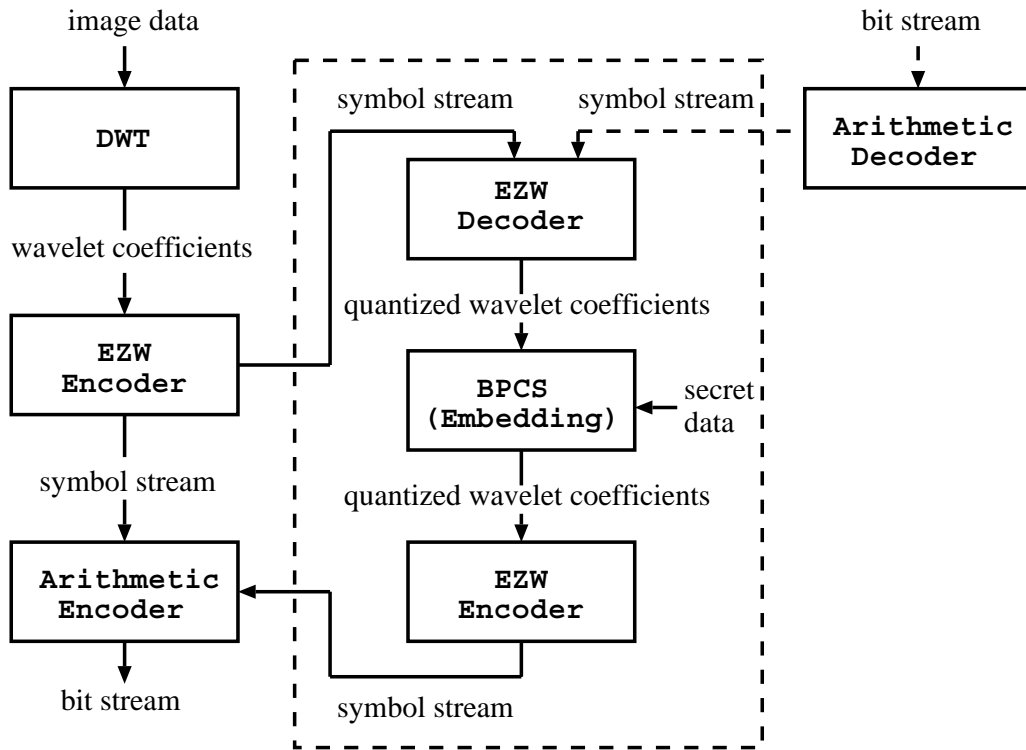 image data
bit stream
symbol stream
symbol stream
DWT
Arithmetic
Decoder
EZW
Decoder
wavelet coefficients
quantized wavelet coefficients
EZW
Encoder
BPCS
(Embedding)
secret
data
symbol stream
quantized wavelet coefficients
Arithmetic
Encoder
EZW
Encoder
bit stream
symbol stream